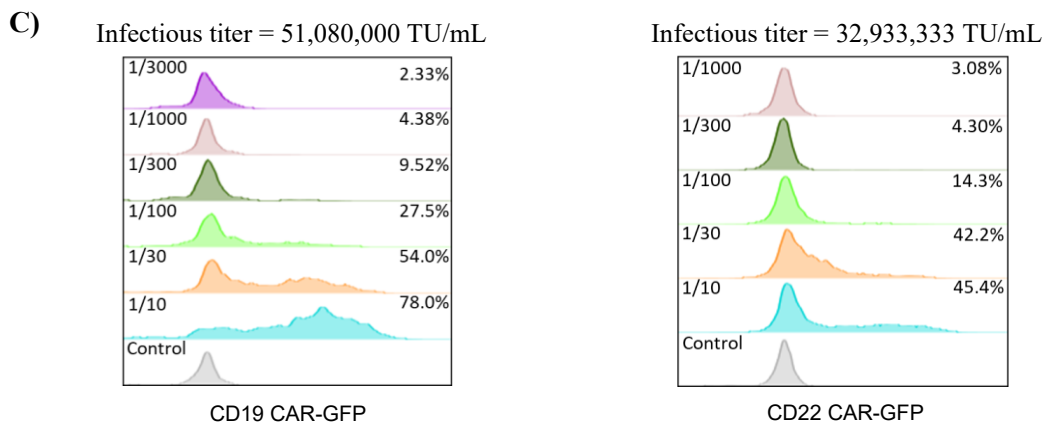 C)
Infectious titer = 51,080,000 TU/mL
1/3000 2.33%
1/1000 4.38%
1/300 9.52%
1/100 27.5%
1/30 54.0%
1/10 78.0%
Control
CD19 CAR-GFP
Infectious titer = 32,933,333 TU/mL
1/1000 3.08%
1/300 4.30%
1/100 14.3%
1/30 42.2%
1/10 45.4%
Control
CD22 CAR-GFP